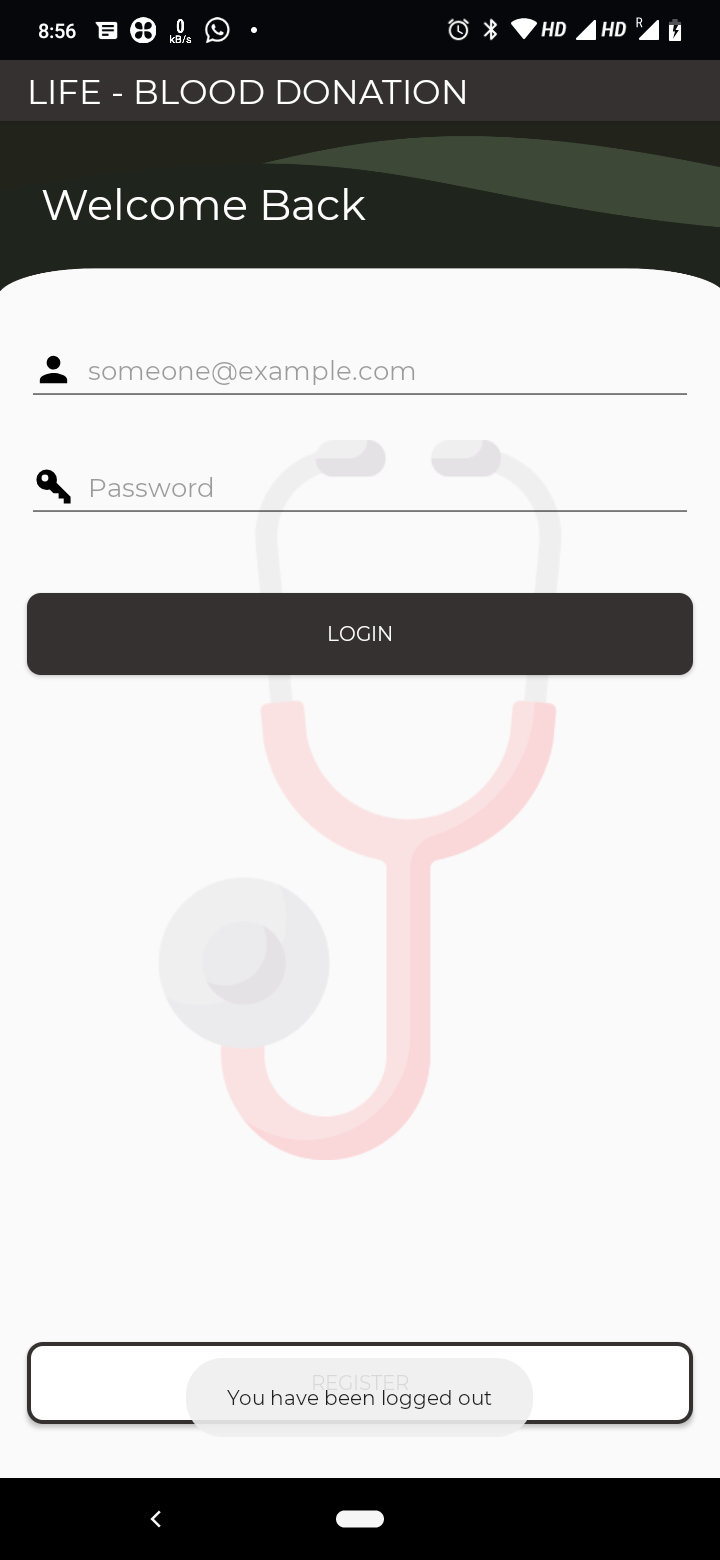 8:56 0 kB/s HD HD R
LIFE - BLOOD DONATION
Welcome Back
someone@example.com
Password
LOGIN
REGISTER
You have been logged out